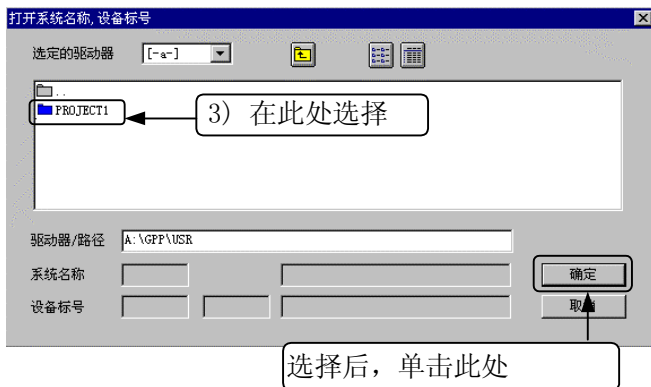 打开系统名称,设备标号
选定的驱动器 [-a-]
..
PROJECT1
3) 在此处选择
驱动器/路径 A:\GPP\USR
系统名称 确定
设备标号
选择后，单击此处